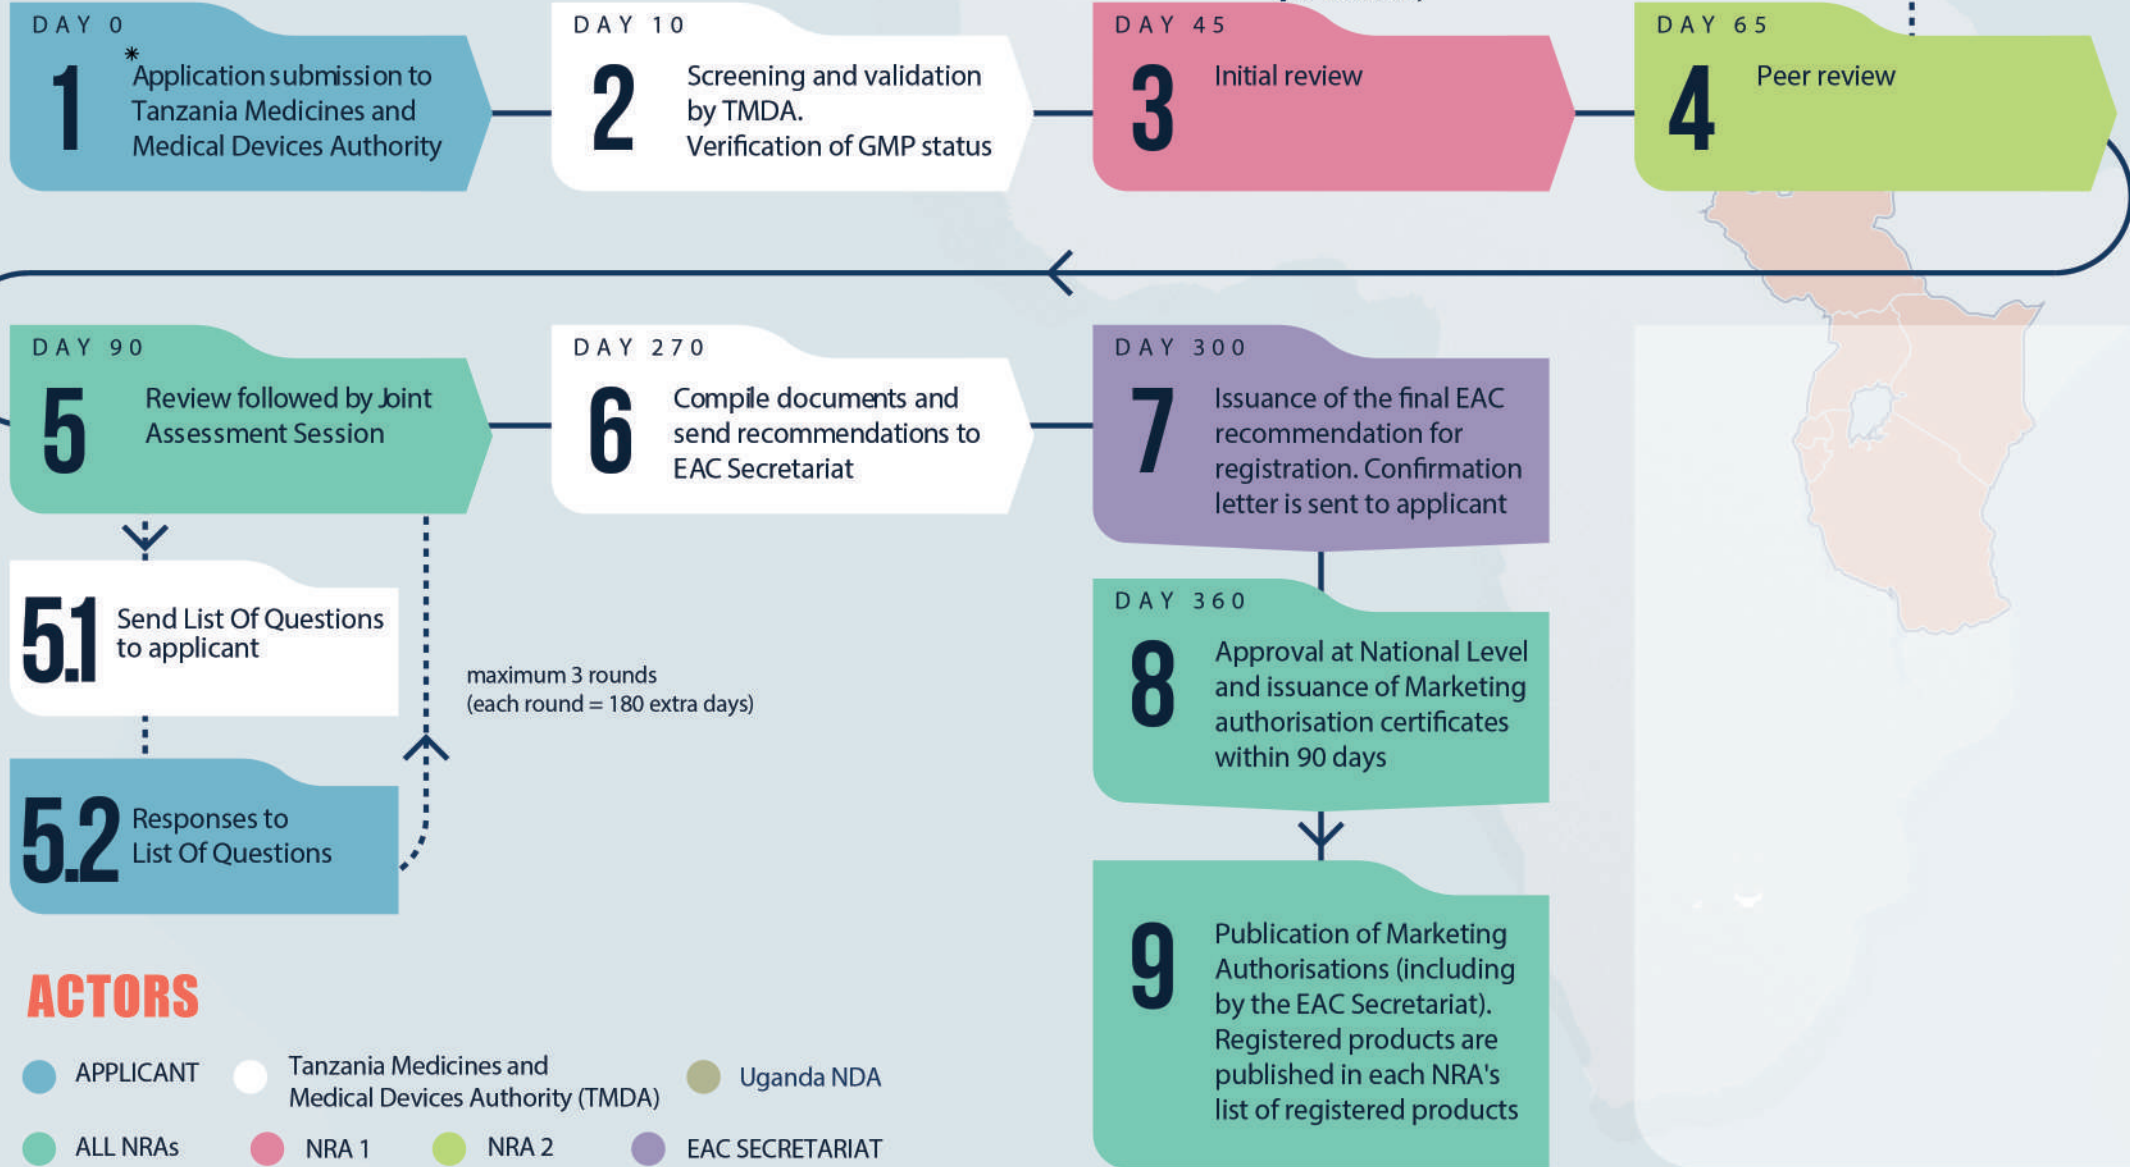 DAY 0
*
1
Application submission to
Tanzania Medicines and
Medical Devices Authority
DAY 10
2
Screening and validation
by TMDA.
Verification of GMP status
DAY 45
3
Initial review
DAY 65
4
Peer review
DAY 90
5
Review followed by Joint
Assessment Session
DAY 270
6
Compile documents and
send recommendations to
EAC Secretariat
DAY 300
7
Issuance of the final EAC
recommendation for
registration. Confirmation
letter is sent to applicant
5.1
Send List Of Questions
to applicant
maximum 3 rounds
(each round = 180 extra days)
5.2
Responses to
List Of Questions
DAY 360
8
Approval at National Level
and issuance of Marketing
authorisation certificates
within 90 days
9
Publication of Marketing
Authorisations (including
by the EAC Secretariat).
Registered products are
published in each NRA's
list of registered products
ACTORS
APPLICANT
Tanzania Medicines and
Medical Devices Authority (TMDA)
Uganda NDA
ALL NRAs
NRA 1
NRA 2
EAC SECRETARIAT